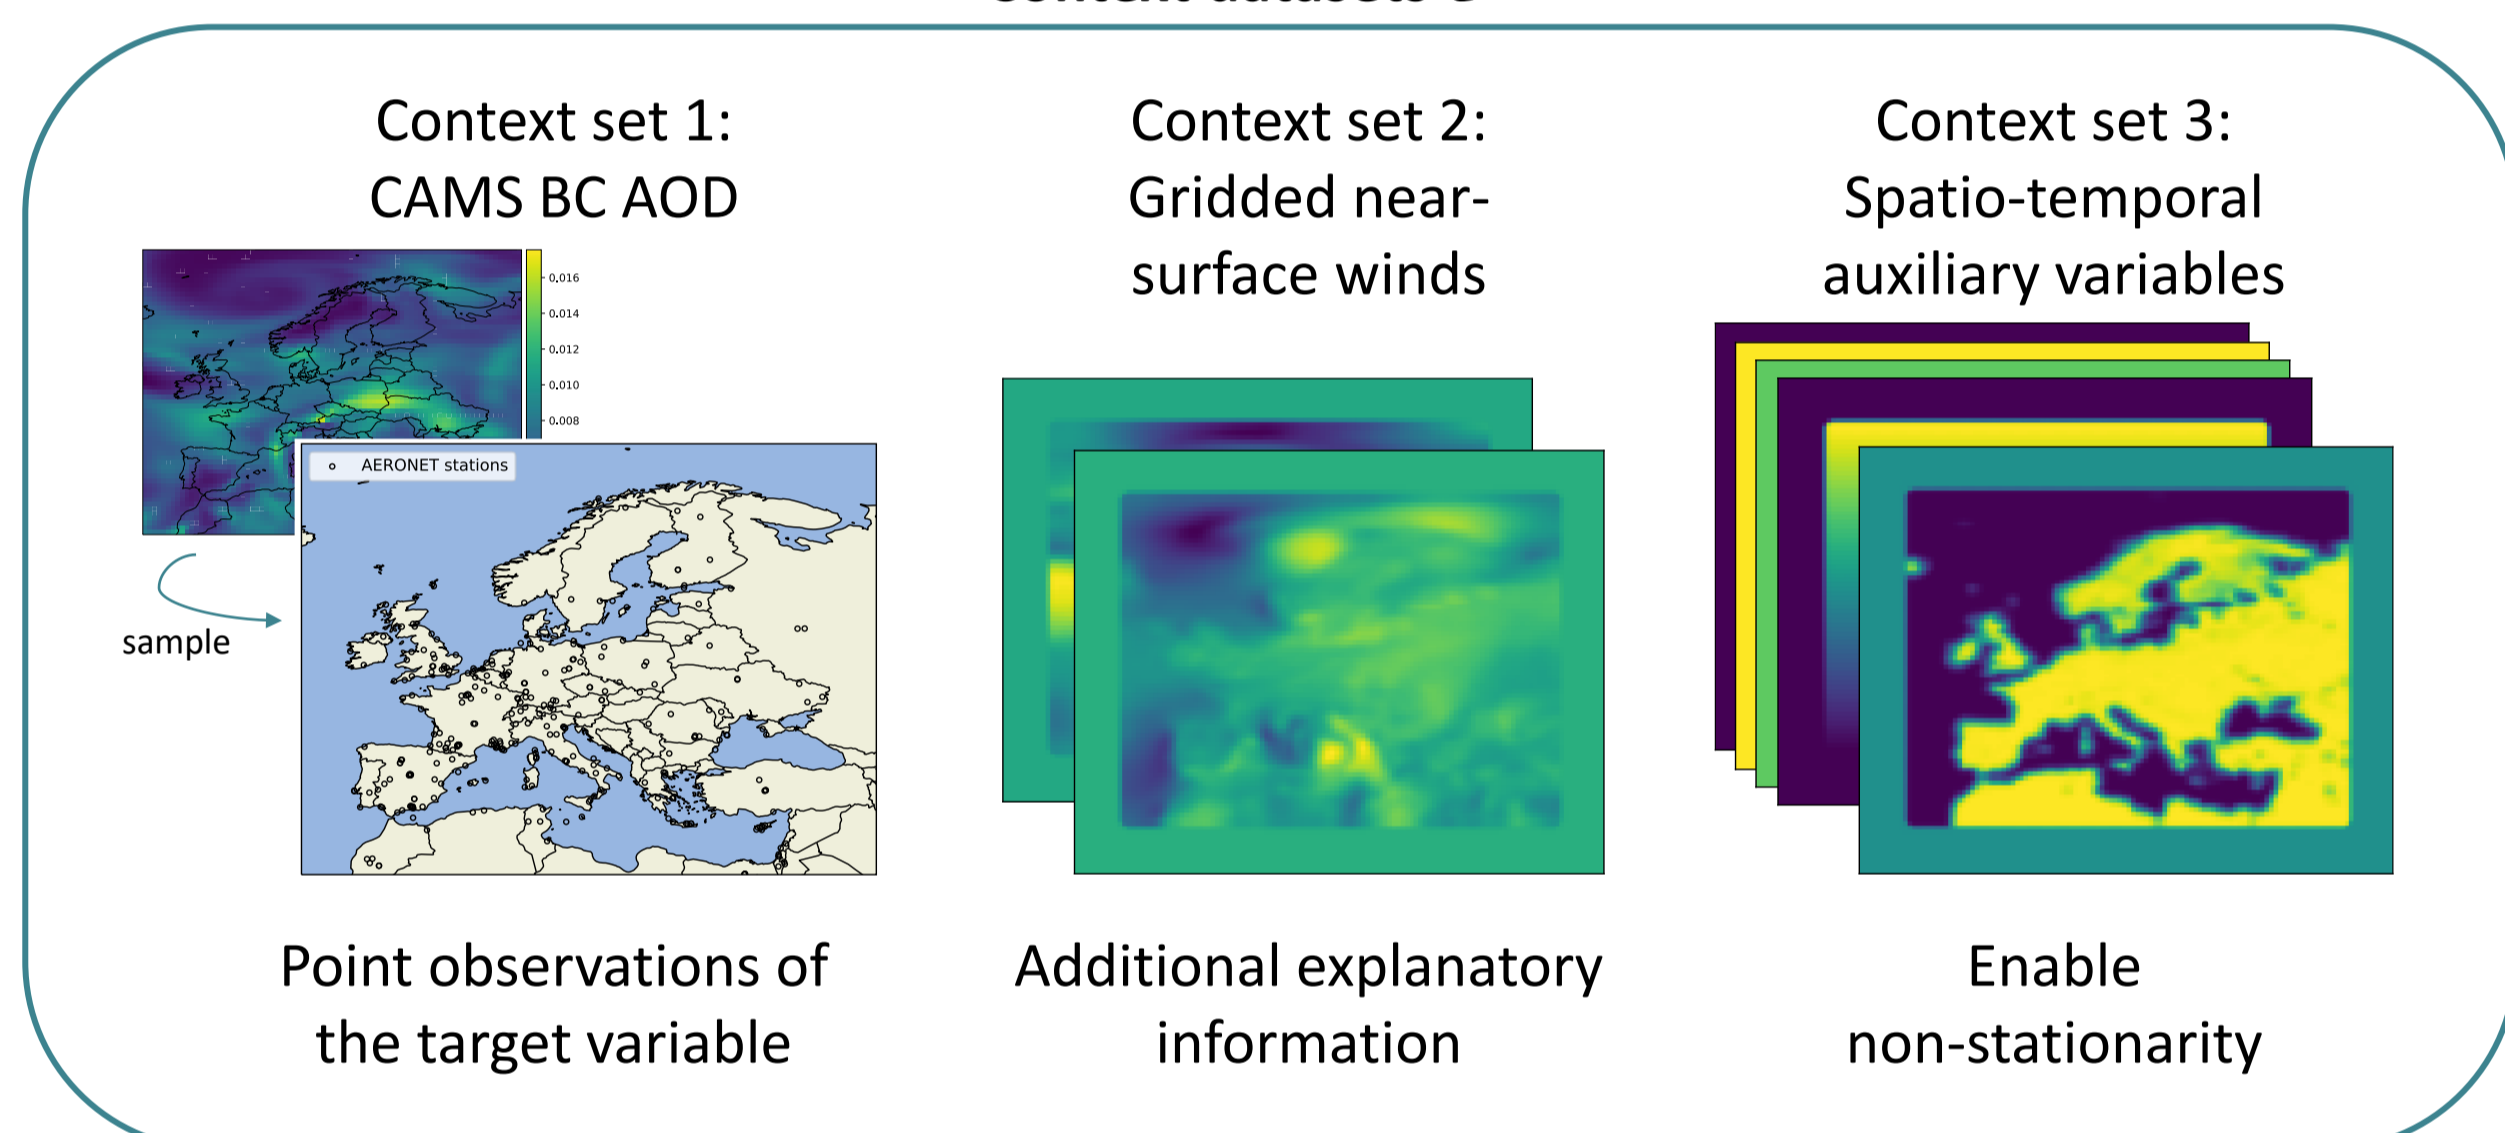 Context set 1:
CAMS BC AOD
0.016
0.014
0.012
0.010
0.008
AERONET stations
sample
Point observations of
the target variable
Context set 2:
Gridded near-
surface winds
Additional explanatory
information
Context set 3:
Spatio-temporal
auxiliary variables
Enable
non-stationarity